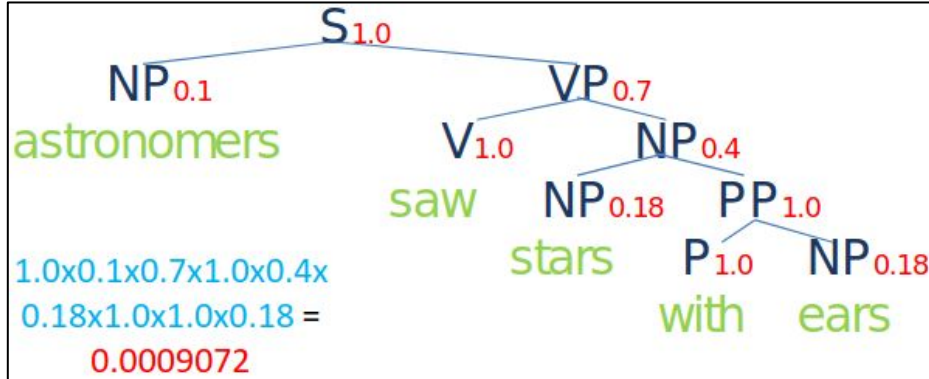 S1.0
NP0.1 VP0.7
astronomers
V1.0 NP0.4
saw NP0.18 PP1.0
stars P1.0 NP0.18
with ears
1.0x0.1x0.7x1.0x0.4x
0.18x1.0x1.0x0.18 =
0.0009072